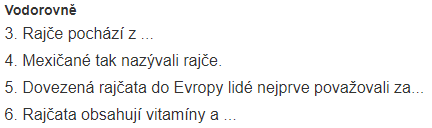 Vodorovně
3. Rajče pochází z ...
4. Mexičané tak nazývali rajče.
5. Dovezená rajčata do Evropy lidé nejprve považovali za...
6. Rajčata obsahují vitamíny a ...